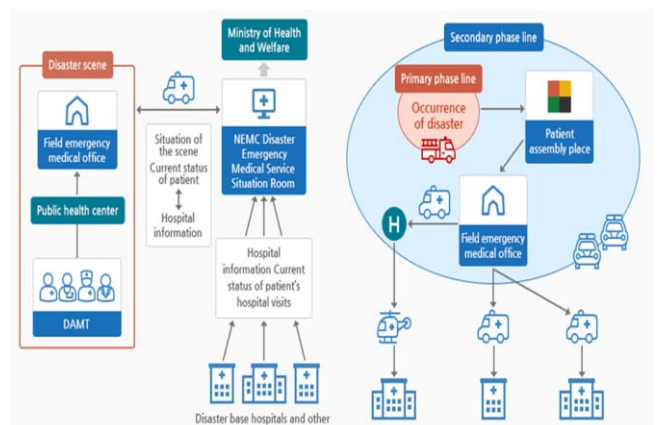 Ministry of Health
and Welfare
Disaster scene
Field emergency
medical office
Public health center
DAMT
Situation of
the scene
Current status
of patient
Hospital
information
NEMC Disaster
Emergency
Medical Service
Situation Room
Hospital
information Current
status of patient's
hospital visits
Disaster base hospitals and other
Secondary phase line
Primary phase line
Occurrence
of disaster
Patient
assembly place
H
Field emergency
medical office